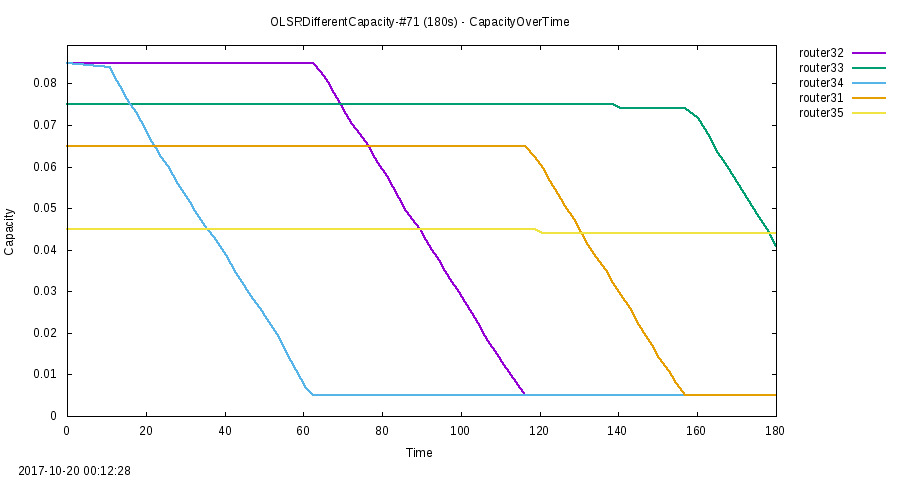 OLSRDifferentCapacity-#71 (180s) - CapacityOverTime
router32
router33
router34
router31
router35
0.08
0.07
0.06
0.05
0.04
0.03
0.02
0.01
0
Capacity
0 20 40 60 80 100 120 140 160 180
Time
2017-10-20 00:12:28